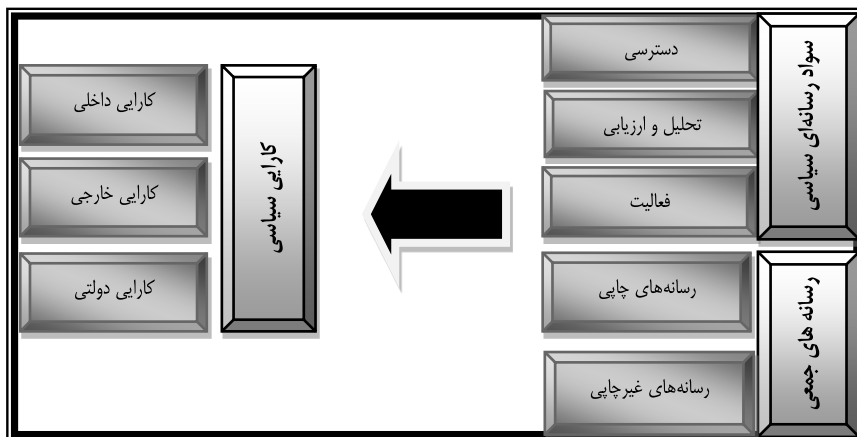 سواد رسانه‌ای سیاسی
دسترسی
تحلیل و ارزیابی
فعالیت
رسانه های جمعی
رسانه‌های چاپی
رسانه‌های غیرچاپی
کارایی سیاسی
کارایی داخلی
کارایی خارجی
کارایی دولتی